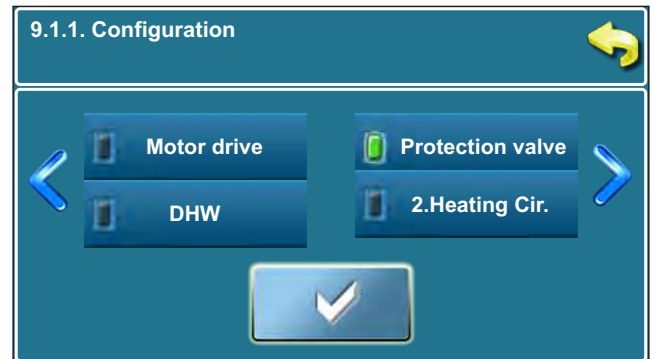 9.1.1. Configuration
Motor drive
Protection valve
DHW
2.Heating Cir.